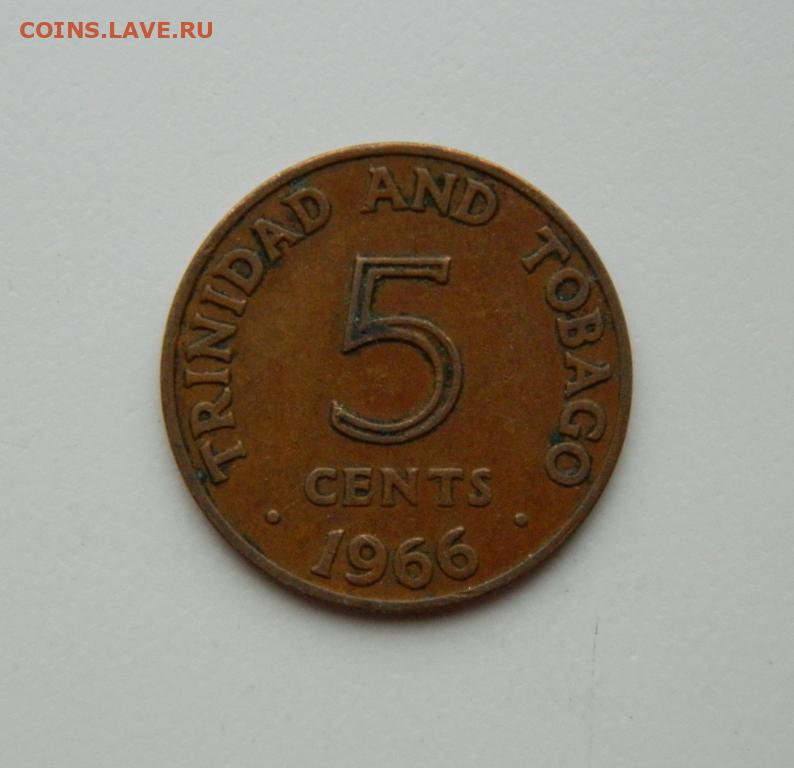 COINS.LAVE.RU
TRINIDAD AND TOBAGO
5
CENTS
· 1966 ·